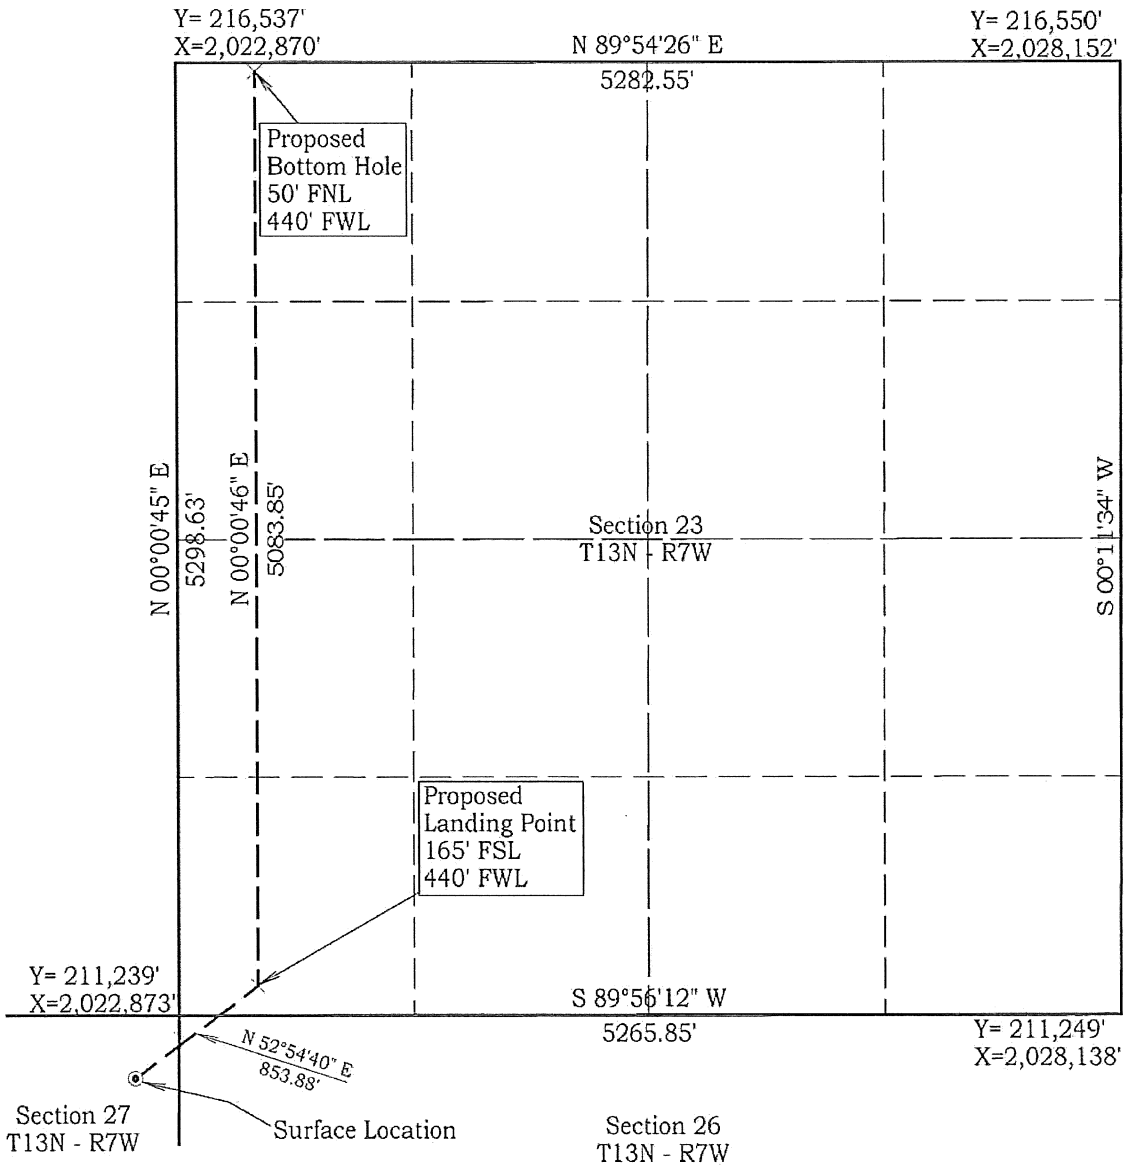 Y= 216,537'
X=2,022,870'
N 89°54'26" E
5282.55'
Y= 216,550'
X=2,028,152'
Proposed
Bottom Hole
50' FNL
440' FWL
N 00°00'45" E
5298.63'
N 00°00'46" E
5083.85'
Section 23
T13N - R7W
S 00°11'34" W
Proposed
Landing Point
165' FSL
440' FWL
Y= 211,239'
X=2,022,873'
S 89°56'12" W
5265.85'
Y= 211,249'
X=2,028,138'
N 52°54'40" E
853.88'
Surface Location
Section 27
T13N - R7W
Section 26
T13N - R7W